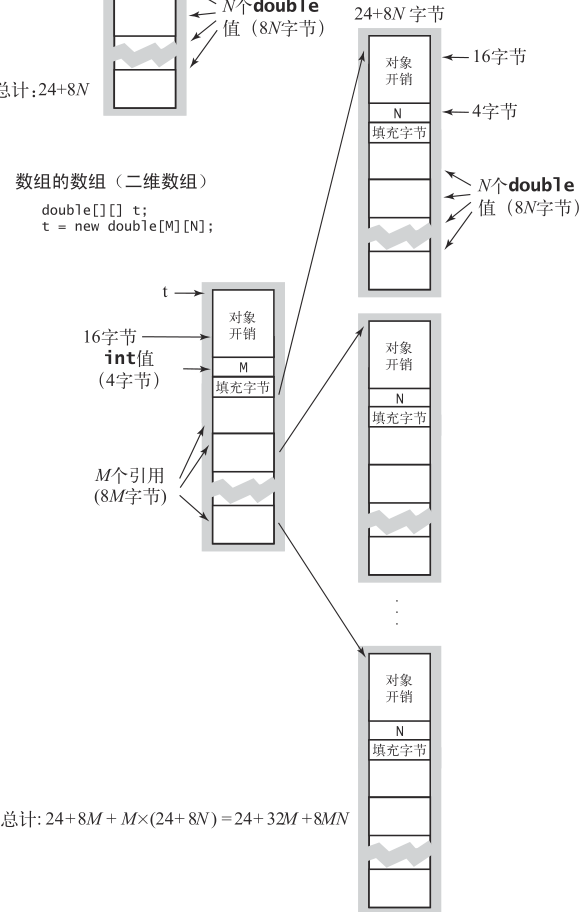 N个double
值（8N字节）
总计:24+8N
24+8N 字节
对象
开销
16字节
N
4字节
填充字节
N个double
值（8N字节）
数组的数组（二维数组）
double[][] t;
t = new double[M][N];
t
对象
开销
16字节
int值
（4字节）
M
填充字节
M个引用
(8M字节)
对象
开销
N
填充字节
对象
开销
N
填充字节
总计: 24+8M + M×(24+8N) =24+32M+8MN